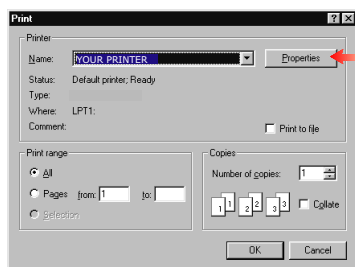 Print
Printer
Name: YOUR PRINTER Properties
Status: Default printer; Ready
Type:
Where: LPT1:
Comment: Print to file
Print range
All
Pages from: 1 to:
Selection
Copies
Number of copies: 1
1 1 2 2 3 3 Collate
OK Cancel